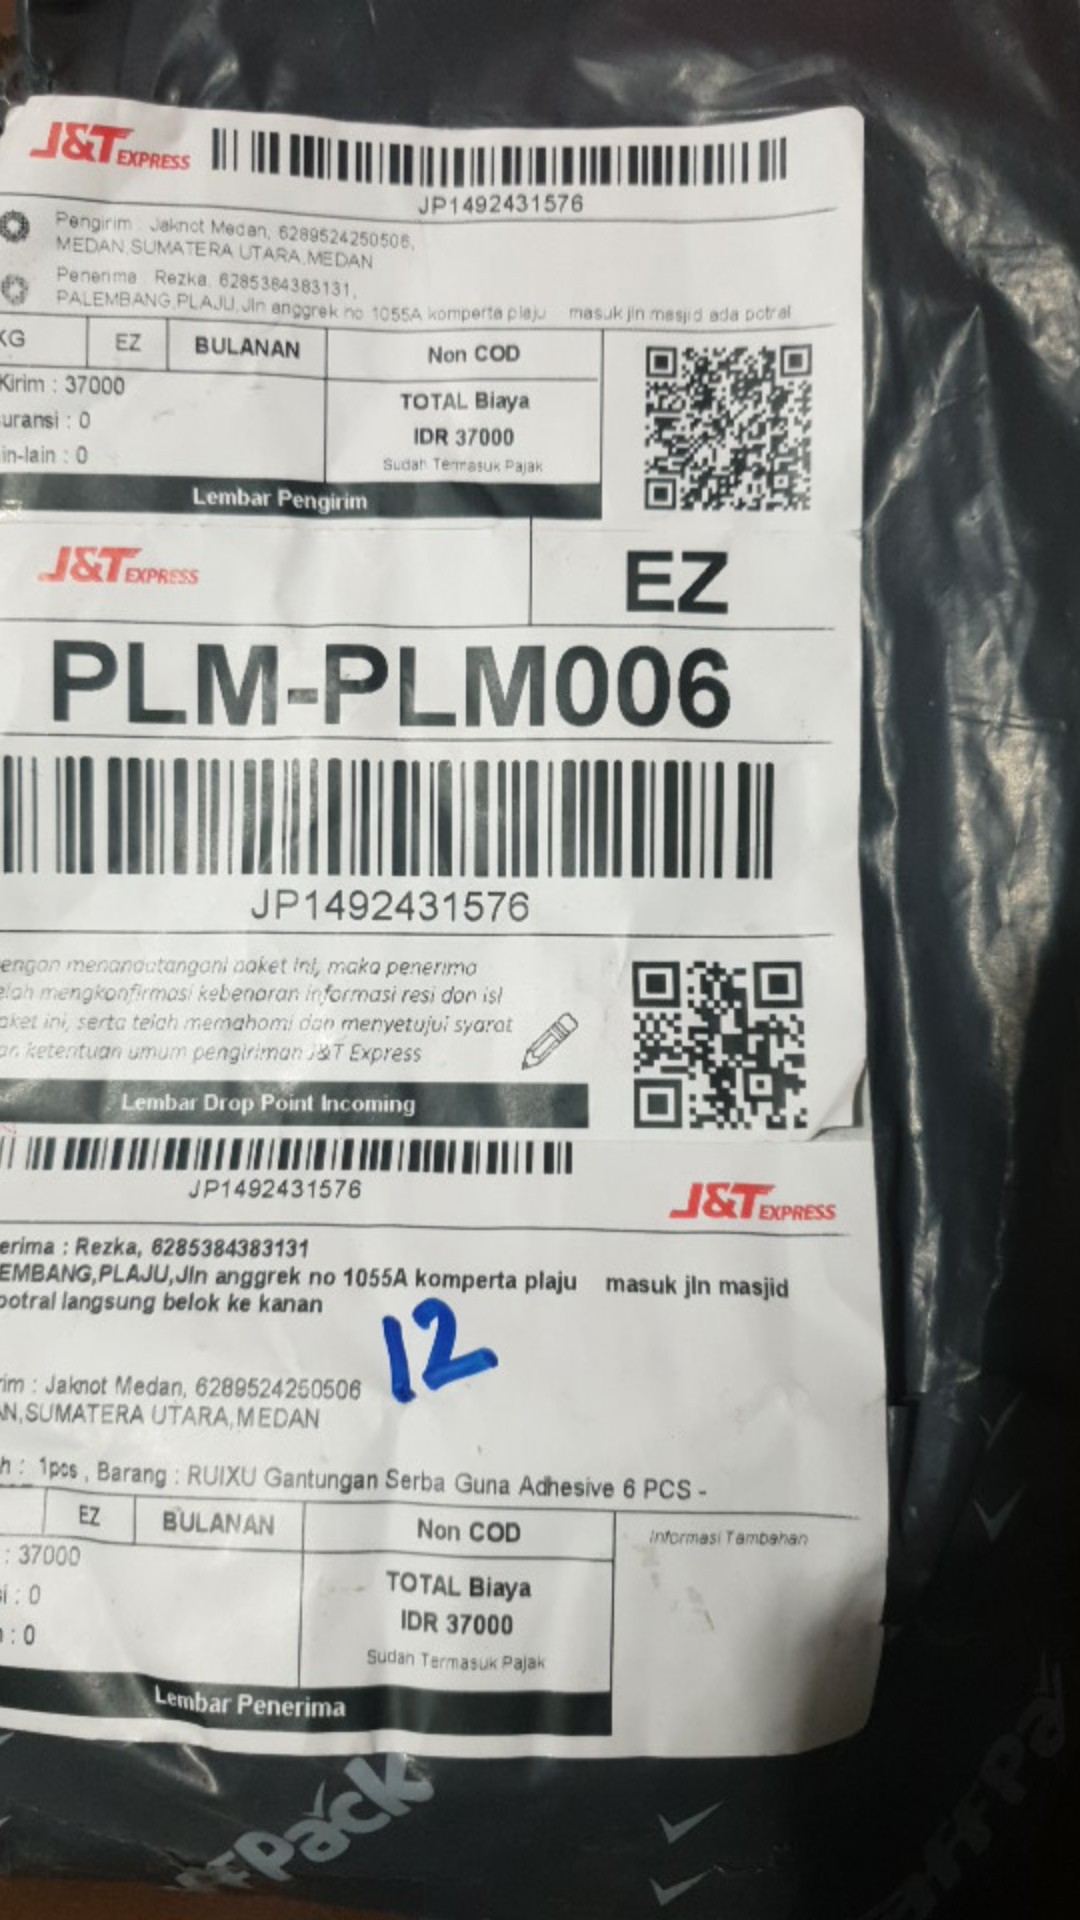 J&T EXPRESS
JP1492431576
Pengirim : Jaknot Medan, 6289524250506,
MEDAN,SUMATERA UTARA,MEDAN
Penerima : Rezka, 6285384383131,
PALEMBANG,PLAJU,Jln anggrek no 1055A komperta plaju masuk jln masjid ada potral
KG EZ BULANAN Non COD
Kirim : 37000
TOTAL Biaya
uransi : 0
IDR 37000
in-lain : 0
Sudah Termasuk Pajak
Lembar Pengirim
J&T EXPRESS
EZ
PLM-PLM006
JP1492431576
engan menandatangani paket ini, maka penerima
elah mengkonfirmasi kebenaran informasi resi dan isi
aket ini, serta telah memahami dan menyetujui syarat
an ketentuan umum pengiriman J&T Express
Lembar Drop Point Incoming
JP1492431576
J&T EXPRESS
erima : Rezka, 6285384383131
EMBANG,PLAJU,Jln anggrek no 1055A komperta plaju masuk jln masjid
potral langsung belok ke kanan
12
rim : Jaknot Medan, 6289524250506
AN,SUMATERA UTARA,MEDAN
h : 1pcs , Barang : RUIXU Gantungan Serba Guna Adhesive 6 PCS -
EZ BULANAN Non COD Informasi Tambahan
: 37000
TOTAL Biaya
si : 0
IDR 37000
n : 0
Sudah Termasuk Pajak
Lembar Penerima
Pack